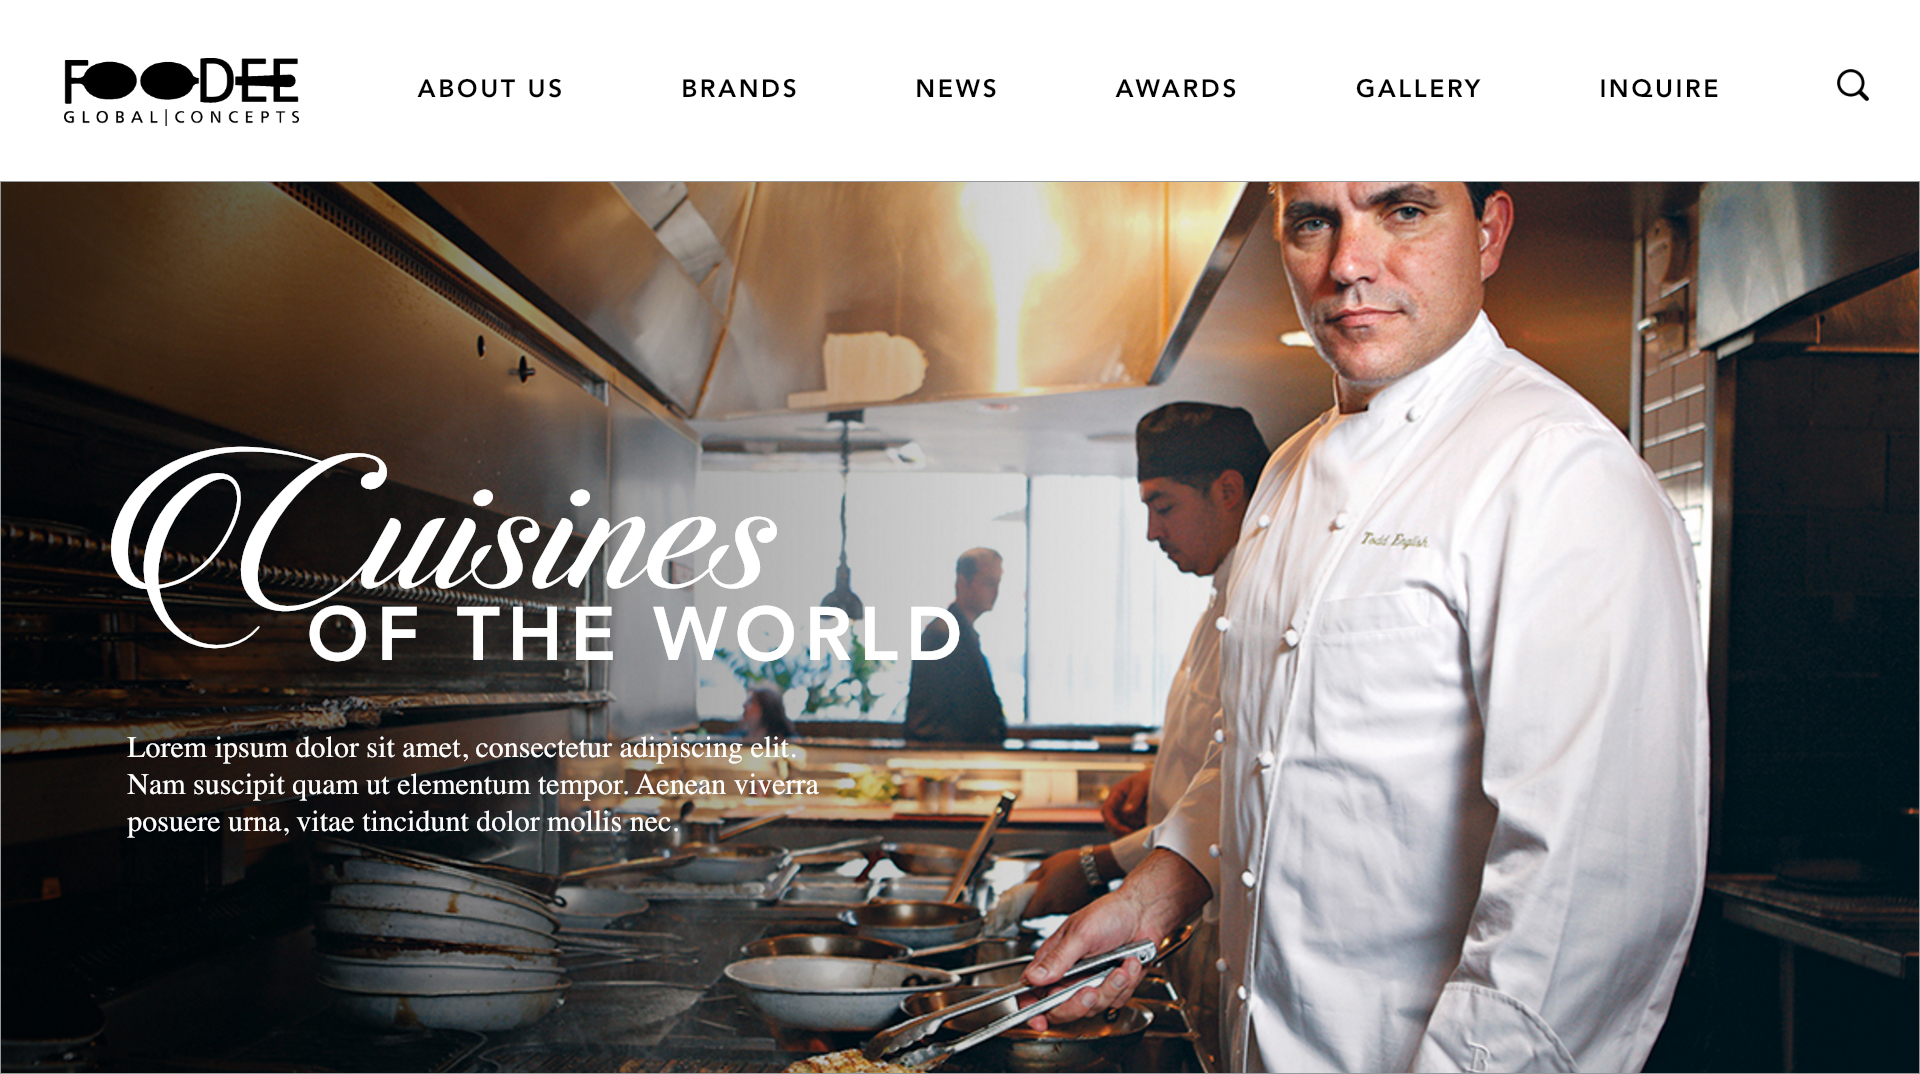 FOODEE
GLOBAL|CONCEPTS
ABOUT US
BRANDS
NEWS
AWARDS
GALLERY
INQUIRE
Cuisines
OF THE WORLD
Todd English
Lorem ipsum dolor sit amet, consectetur adipiscing elit.
Nam suscipit quam ut elementum tempor. Aenean viverra
posuere urna, vitae tincidunt dolor mollis nec.
B